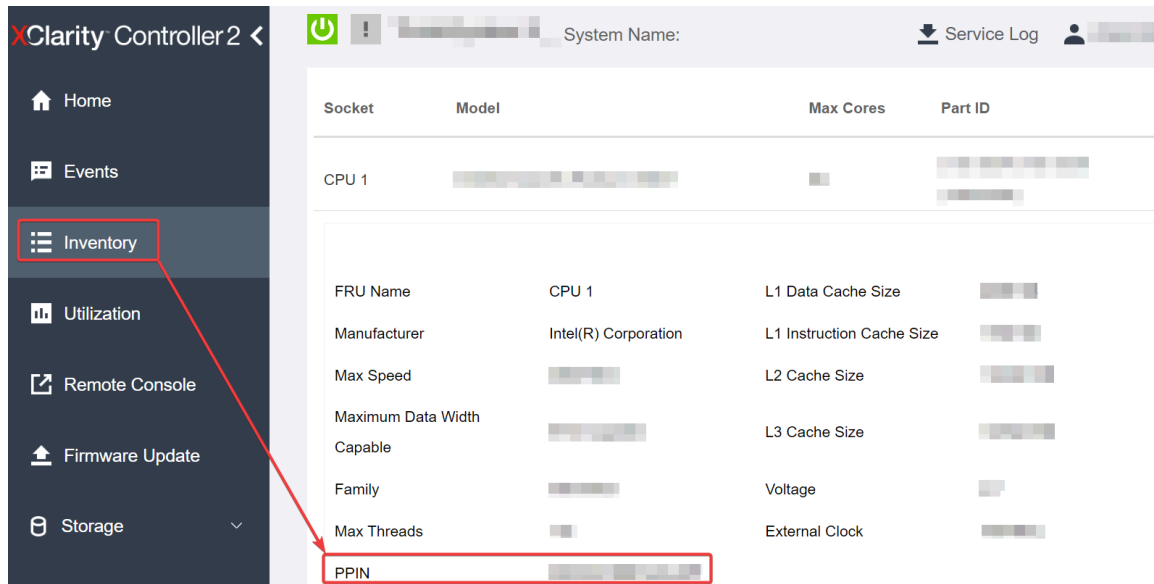 XClarity Controller 2
System Name:
Service Log
Home
Events
Inventory
Utilization
Remote Console
Firmware Update
Storage
Socket Model Max Cores Part ID
CPU 1
FRU Name CPU 1 L1 Data Cache Size
Manufacturer Intel(R) Corporation L1 Instruction Cache Size
Max Speed L2 Cache Size
Maximum Data Width
Capable
L3 Cache Size
Family Voltage
Max Threads External Clock
PPIN